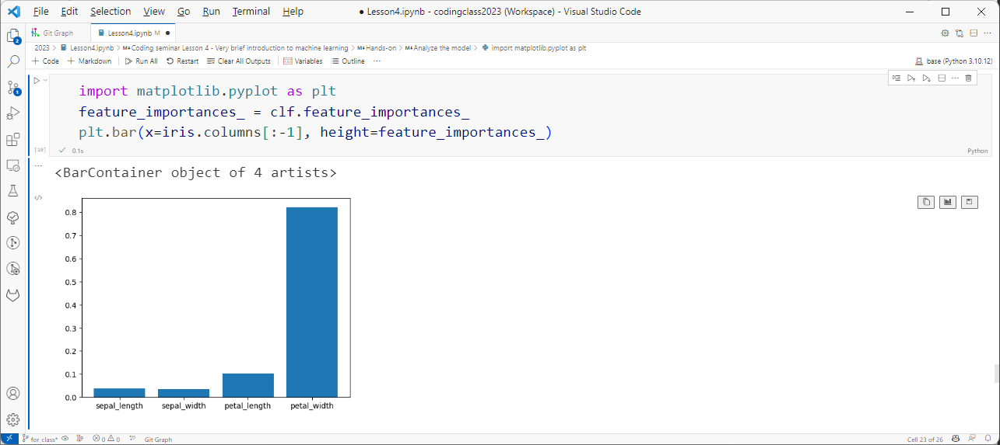 File Edit Selection View Go Run Terminal Help ● Lesson4.ipynb - codingclass2023 (Workspace) - Visual Studio Code
Git Graph Lesson4.ipynb M ●
2023 > Lesson4.ipynb > M↓Coding seminar Lesson 4 - Very brief introduction to machine learning > M↓Hands-on > M↓Analyze the model > import matplotlib.pyplot as plt
+ Code + Markdown Run All Restart Clear All Outputs Variables Outline ... base (Python 3.10.12)
import matplotlib.pyplot as plt
feature_importances_ = clf.feature_importances_
plt.bar(x=iris.columns[:-1], height=feature_importances_)
✓ 0.1s Python
<BarContainer object of 4 artists>
0.8
0.7
0.6
0.5
0.4
0.3
0.2
0.1
0.0
sepal_length sepal_width petal_length petal_width
2
1
for class* 0 0 Git Graph Cell 23 of 26